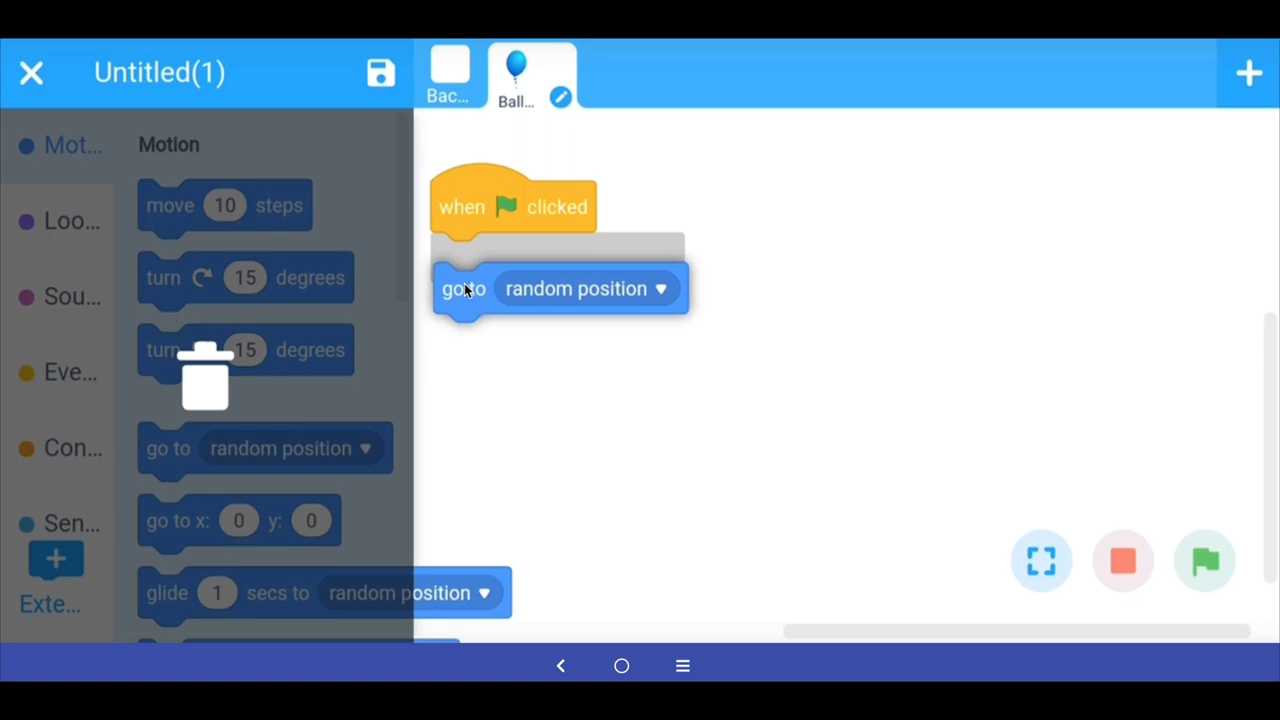 Untitled(1)
Bac...
Ball...
Mot...
Loo...
Sou...
Eve...
Con...
Sen...
Exte...
Motion
move 10 steps
turn 15 degrees
turn 15 degrees
go to random position
go to x: 0 y: 0
glide 1 secs to random position
when clicked
go to random position